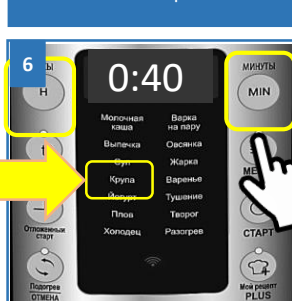 6
МИНУТЫ
Н
0:40
MIN
Молочная каша
Варка на пару
Выпечка
Овсянка
Суп
Жарка
Крупа
Варенье
Йогурт
Тушение
Плов
Творог
Холодец
Разогрев
Отложенный старт
СТАРТ
Подогрев
ОТМЕНА
Мой рецепт
PLUS